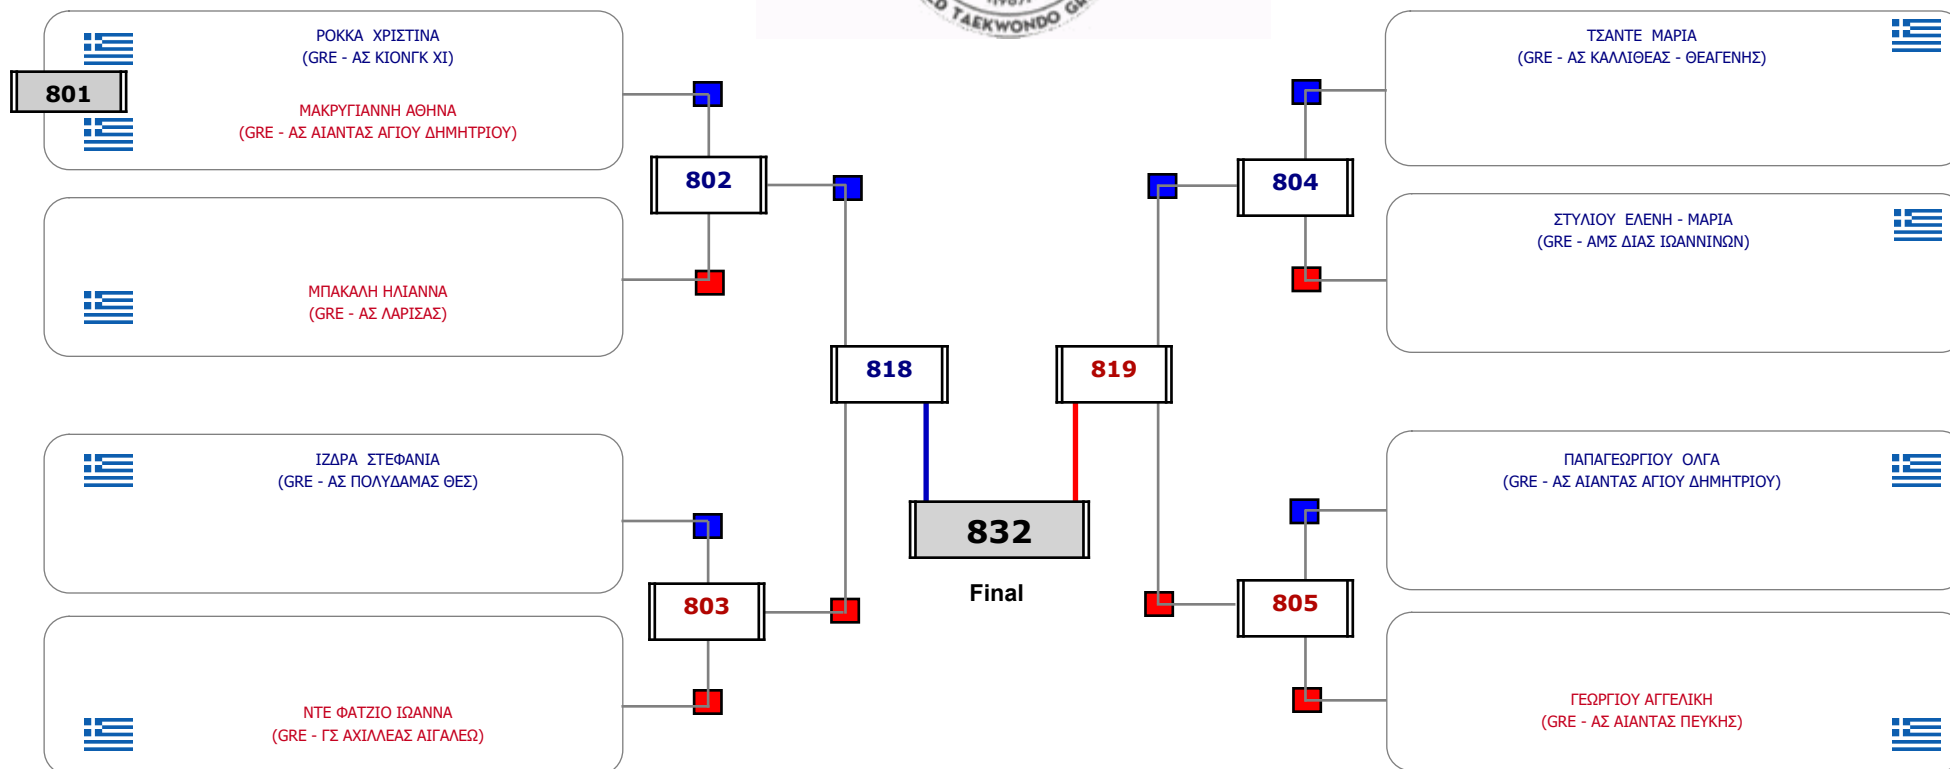 TAEKWONDO
ΡΟΚΚΑ ΧΡΙΣΤΙΝΑ
(GRE - ΑΣ ΚΙΟΝΓΚ ΧΙ)
801
ΜΑΚΡΥΓΙΑΝΝΗ ΑΘΗΝΑ
(GRE - ΑΣ ΑΙΑΝΤΑΣ ΑΓΙΟΥ ΔΗΜΗΤΡΙΟΥ)
802
ΜΠΑΚΑΛΗ ΗΛΙΑΝΝΑ
(GRE - ΑΣ ΛΑΡΙΣΑΣ)
818
ΙΖΔΡΑ ΣΤΕΦΑΝΙΑ
(GRE - ΑΣ ΠΟΛΥΔΑΜΑΣ ΘΕΣ)
803
ΝΤΕ ΦΑΤΖΙΟ ΙΩΑΝΝΑ
(GRE - ΓΣ ΑΧΙΛΛΕΑΣ ΑΙΓΑΛΕΩ)
832
Final
ΤΣΑΝΤΕ ΜΑΡΙΑ
(GRE - ΑΣ ΚΑΛΛΙΘΕΑΣ - ΘΕΑΓΕΝΗΣ)
804
ΣΤΥΛΙΟΥ ΕΛΕΝΗ - ΜΑΡΙΑ
(GRE - ΑΜΣ ΔΙΑΣ ΙΩΑΝΝΙΝΩΝ)
819
ΠΑΠΑΓΕΩΡΓΙΟΥ ΟΛΓΑ
(GRE - ΑΣ ΑΙΑΝΤΑΣ ΑΓΙΟΥ ΔΗΜΗΤΡΙΟΥ)
805
ΓΕΩΡΓΙΟΥ ΑΓΓΕΛΙΚΗ
(GRE - ΑΣ ΑΙΑΝΤΑΣ ΠΕΥΚΗΣ)